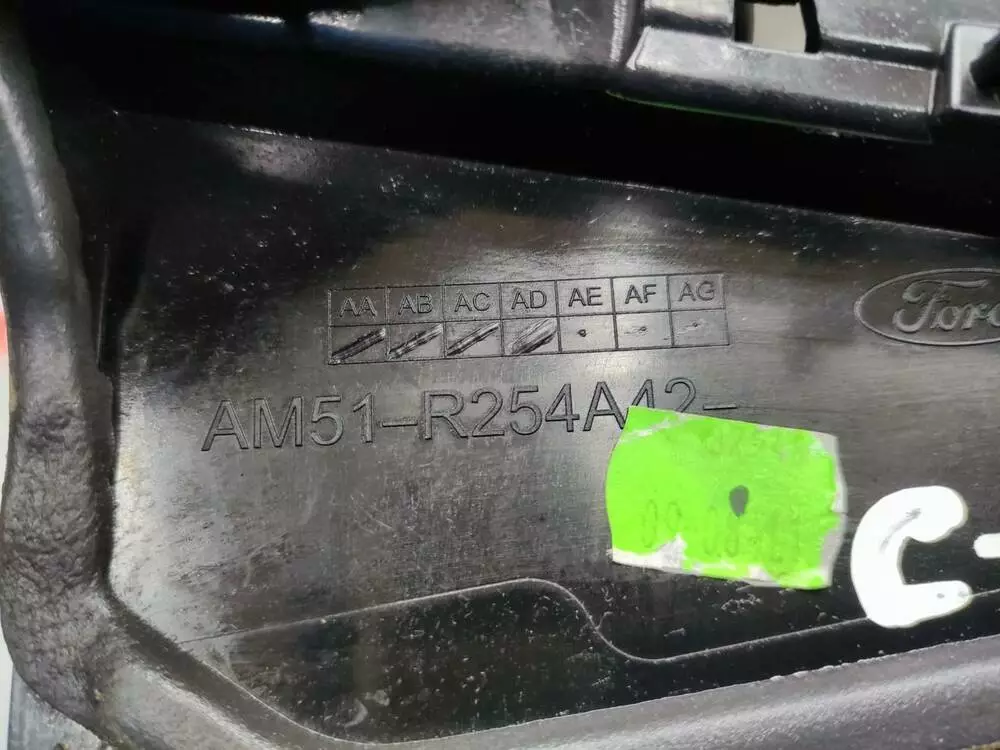 AA AB AC AD AE AF AG
Ford
AM51-R254A42-
C-